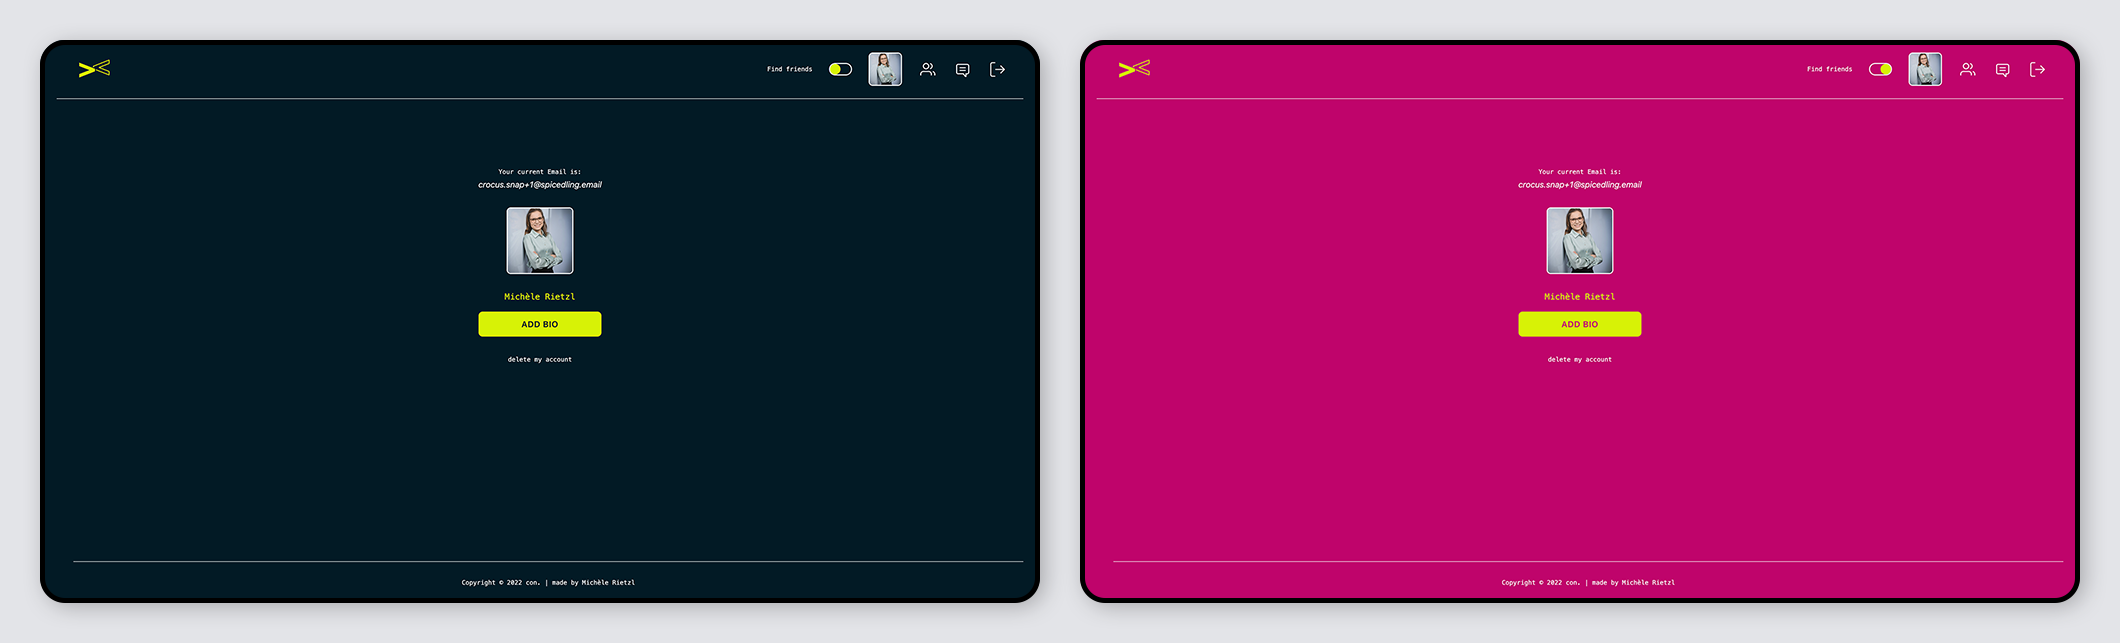 Find friends
Your current Email is:
crocus.snap+1@spicedling.email
Michèle Rietzl
ADD BIO
delete my account
Copyright © 2022 con. | made by Michèle Rietzl
Find friends
Your current Email is:
crocus.snap+1@spicedling.email
Michèle Rietzl
ADD BIO
delete my account
Copyright © 2022 con. | made by Michèle Rietzl